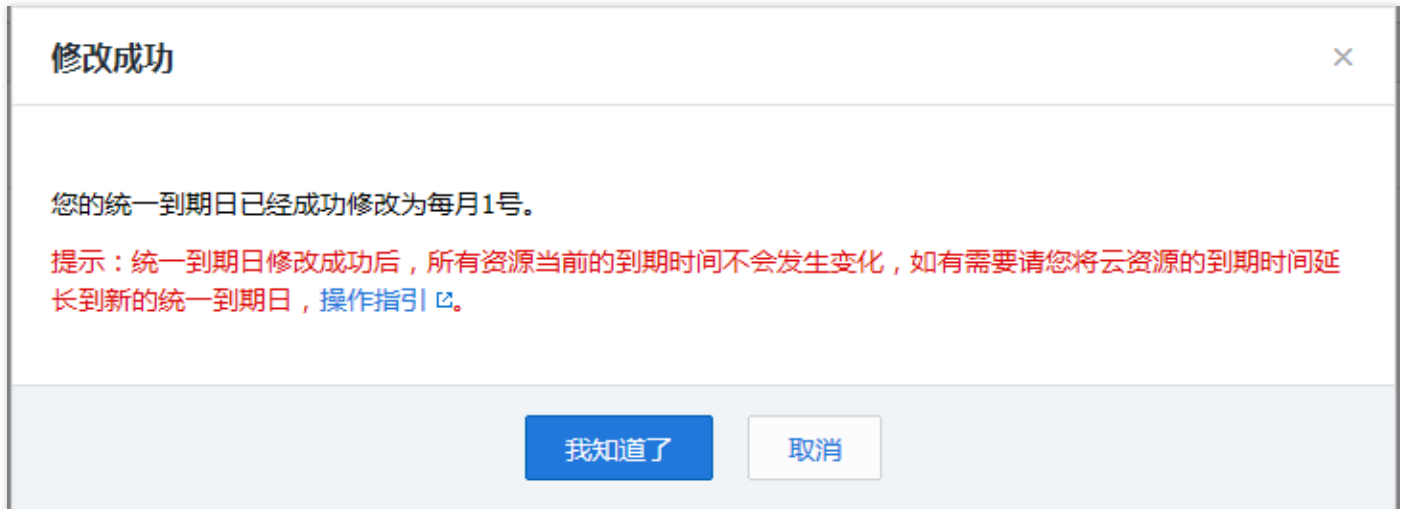 修改成功
您的统一到期日已经成功修改为每月1号。
提示：统一到期日修改成功后，所有资源当前的到期时间不会发生变化，如有需要请您将云资源的到期时间延
长到新的统一到期日，操作指引。
我知道了
取消